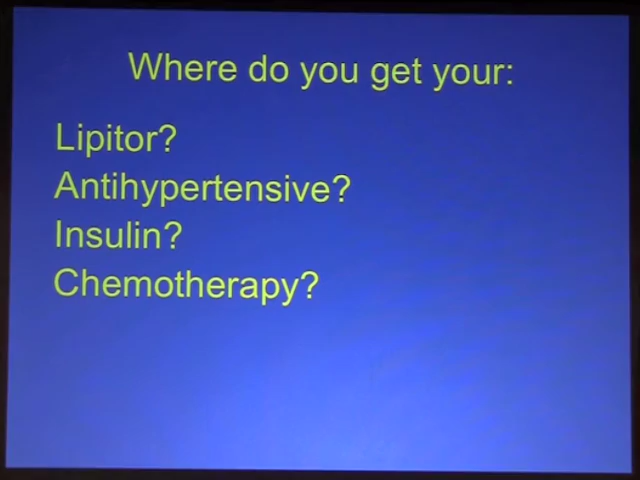 Where do you get your:
Lipitor?
Antihypertensive?
Insulin?
Chemotherapy?